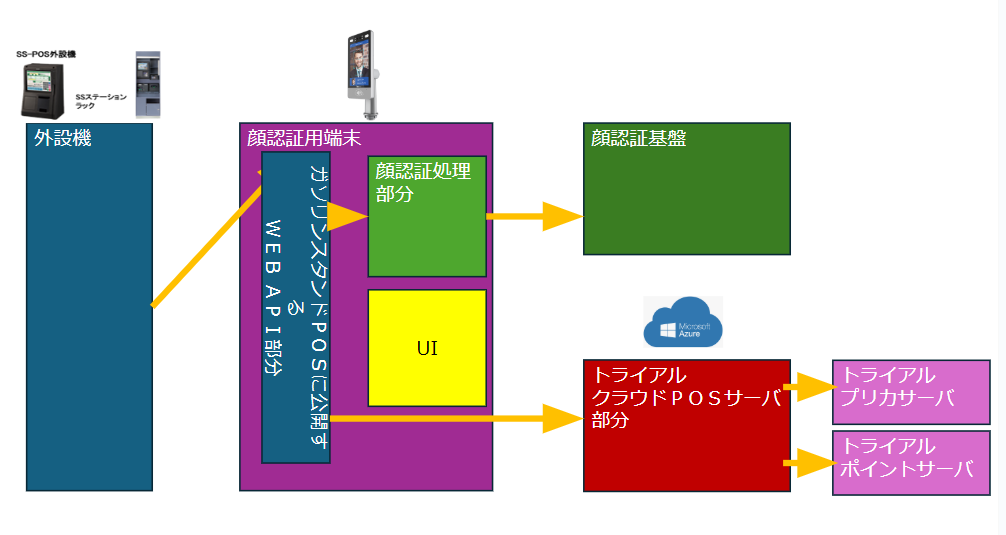 SS-POS外設機
SSステーション
ラック
外設機
顔認証用端末
ガソリンスタンドPOSに公開す
る
WEB API部分
顔認証処理
部分
UI
顔認証基盤
Microsoft
Azure
トライアル
クラウドPOSサーバ
部分
トライアル
プリカサーバ
トライアル
ポイントサーバ